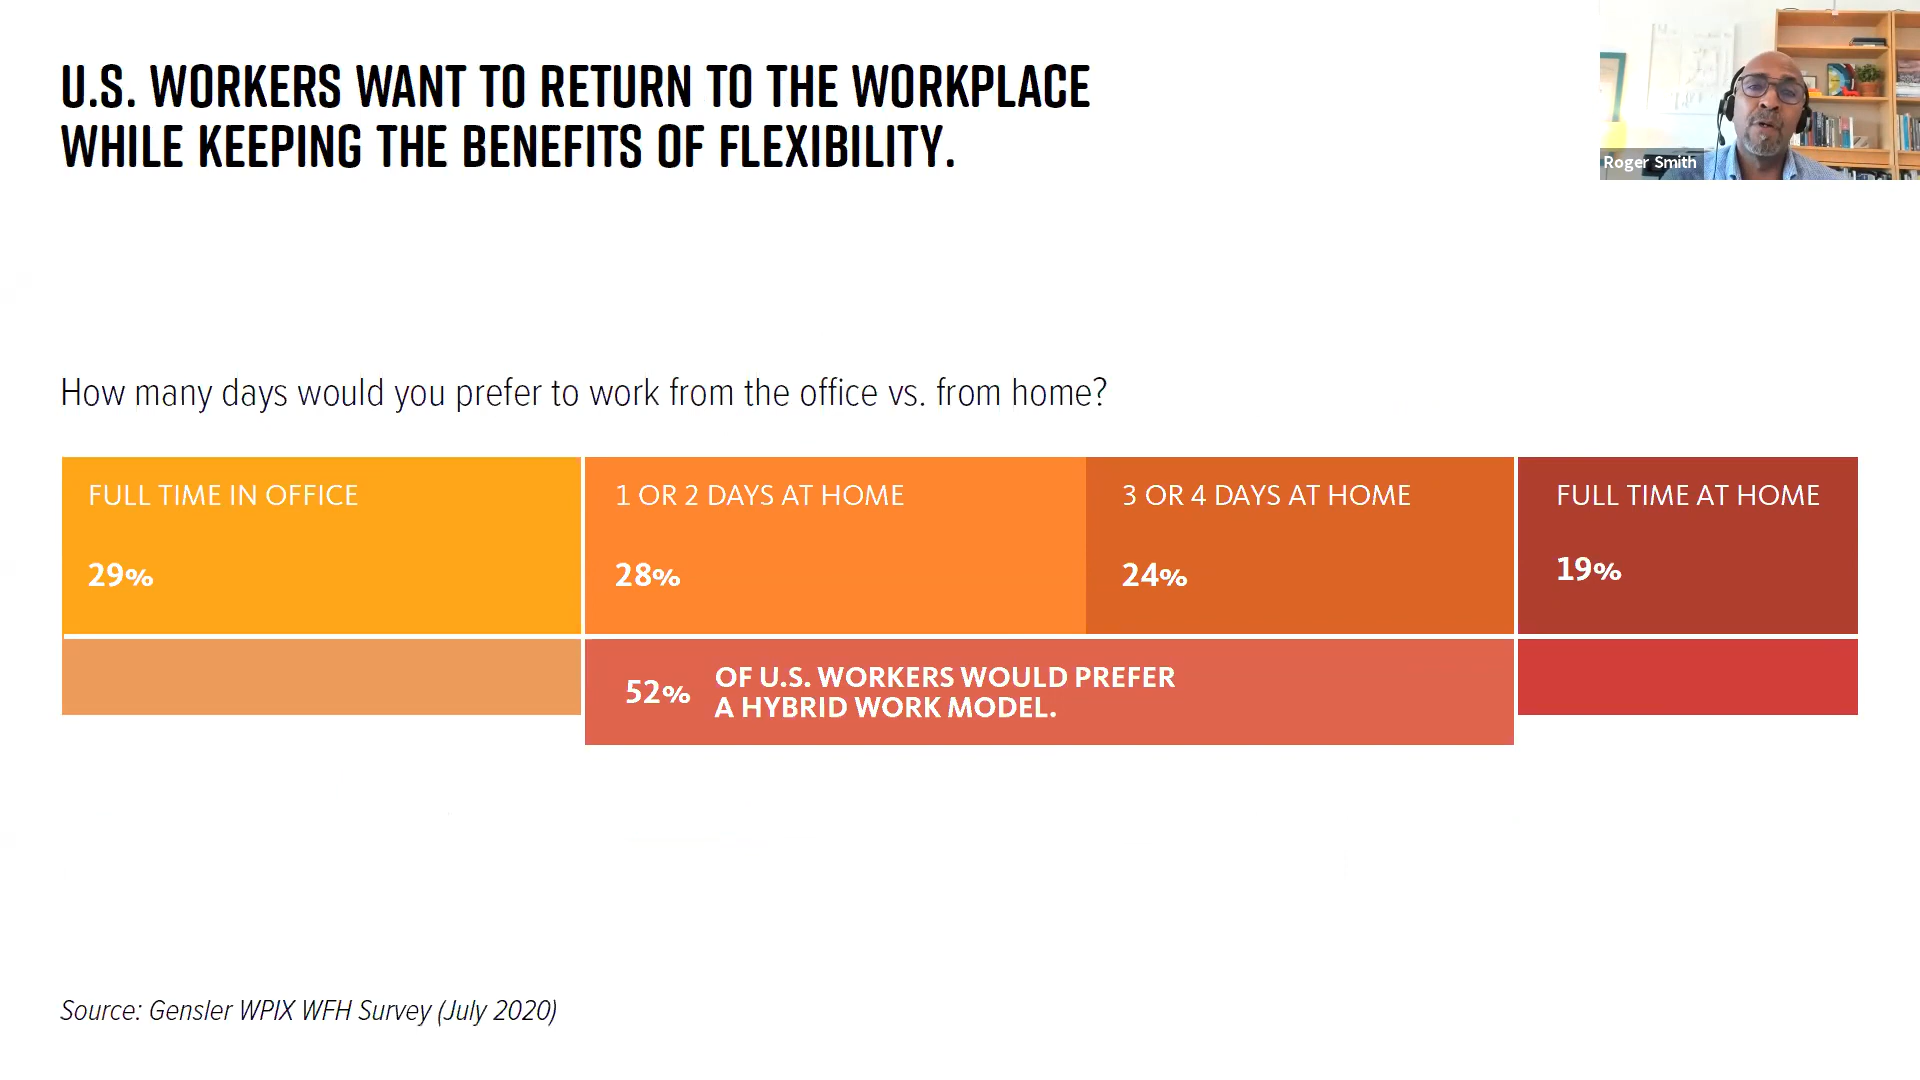 U.S. WORKERS WANT TO RETURN TO THE WORKPLACE
WHILE KEEPING THE BENEFITS OF FLEXIBILITY.
Roger Smith
How many days would you prefer to work from the office vs. from home?
FULL TIME IN OFFICE
29%
1 OR 2 DAYS AT HOME
28%
3 OR 4 DAYS AT HOME
24%
FULL TIME AT HOME
19%
52%
OF U.S. WORKERS WOULD PREFER
A HYBRID WORK MODEL.
Source: Gensler WPIX WFH Survey (July 2020)